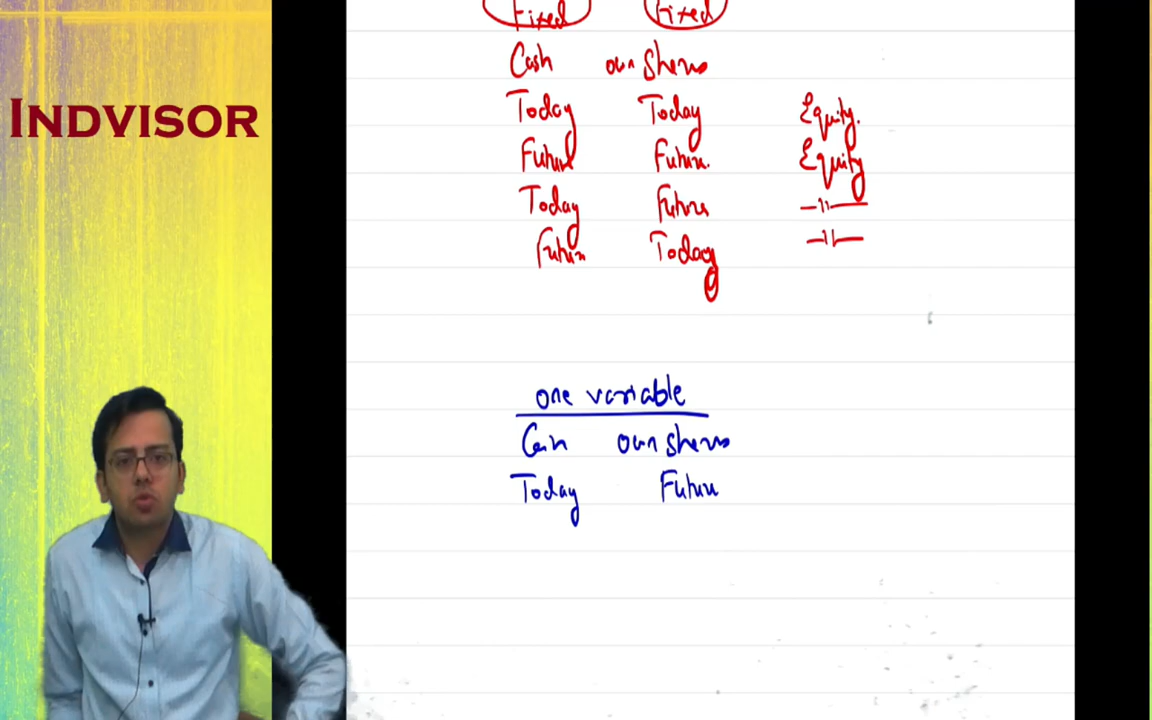 INDVISOR
Fixed Fixed
Cash own Shares
Today Today Equity.
Future Future. Equity
Today Future —"—
Future Today —"—
one variable
Cash own Shares
Today Future